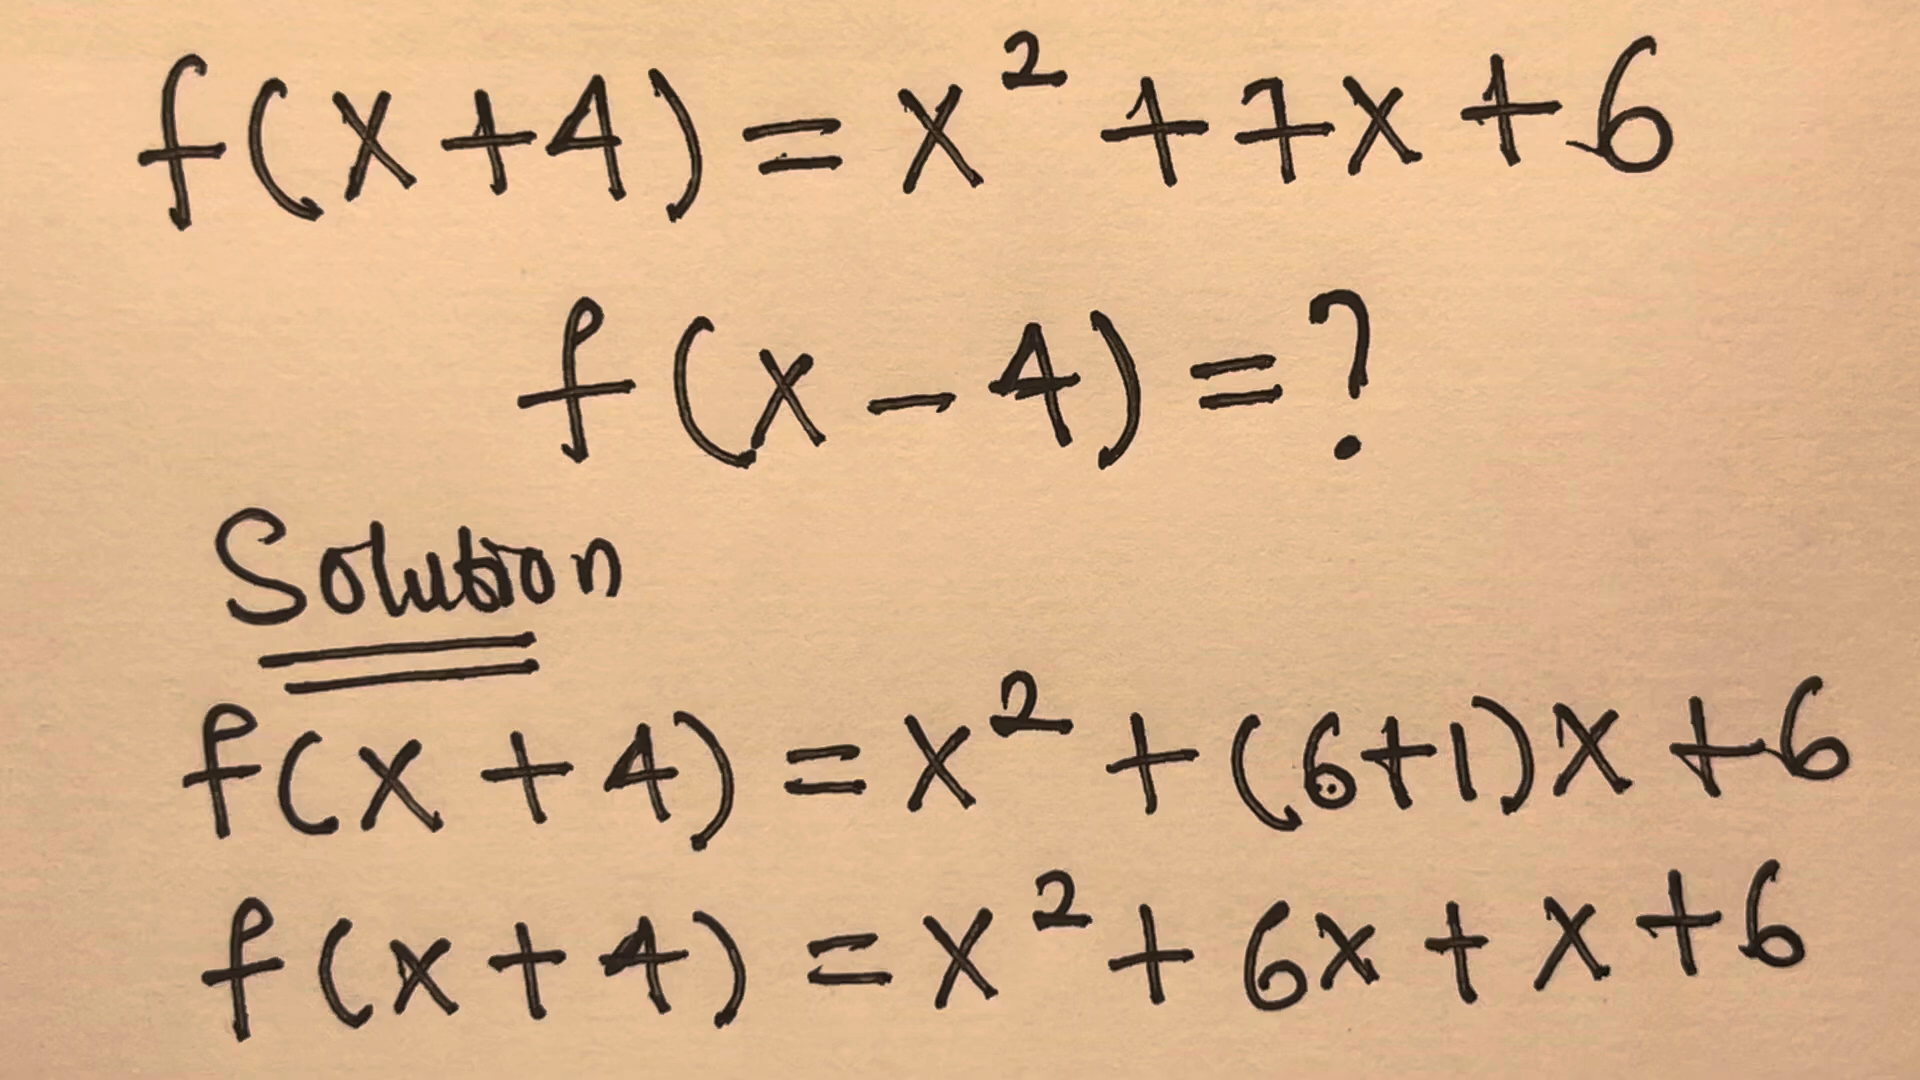 f(x+4) = x² + 7x + 6
f(x-4) = ?
Solution
f(x+4) = x² + (6+1)x + 6
f(x+4) = x² + 6x + x + 6